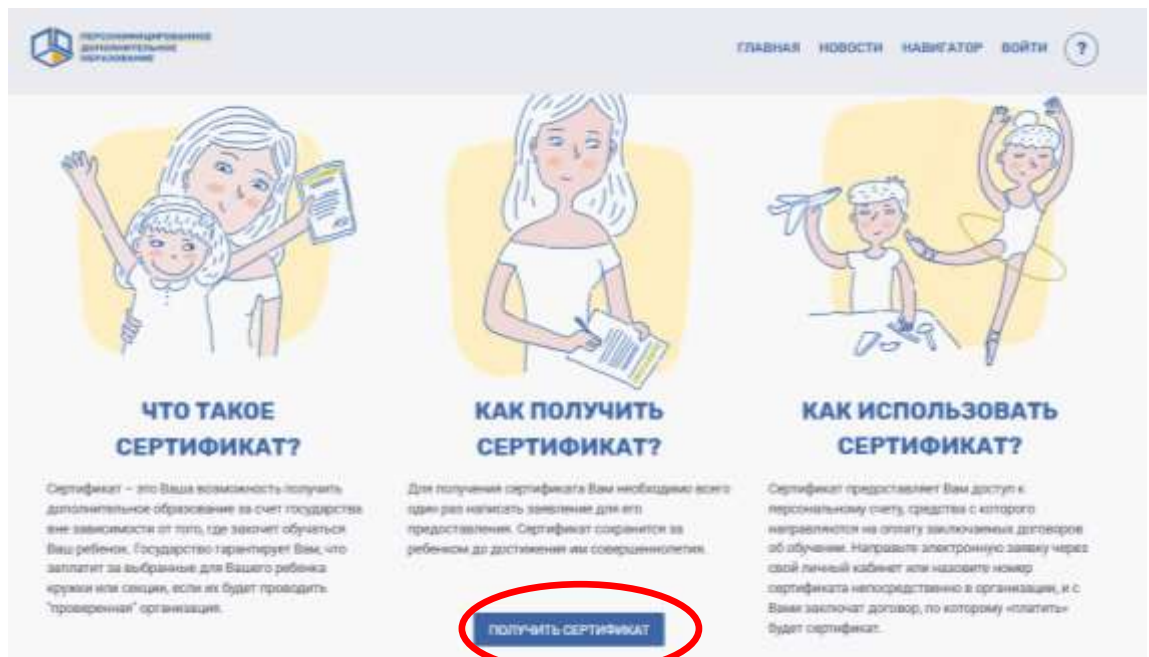 ПЕРСОНИФИЦИРОВАННОЕ
ДОПОЛНИТЕЛЬНОЕ
ОБРАЗОВАНИЕ
ГЛАВНАЯ НОВОСТИ НАВИГАТОР ВОЙТИ ?
ЧТО ТАКОЕ
СЕРТИФИКАТ?
Сертификат – это Ваша возможность получить
дополнительное образование за счет государства
вне зависимости от того, где захочет обучаться
Ваш ребенок. Государство гарантирует Вам, что
заплатит за выбранные для Вашего ребенка
кружки или секции, если их будет проводить
"проверенная" организация.
КАК ПОЛУЧИТЬ
СЕРТИФИКАТ?
Для получения сертификата Вам необходимо всего
один раз написать заявление для его
предоставления. Сертификат сохранится за
ребенком до достижения им совершеннолетия.
ПОЛУЧИТЬ СЕРТИФИКАТ
КАК ИСПОЛЬЗОВАТЬ
СЕРТИФИКАТ?
Сертификат предоставляет Вам доступ к
персональному счету, средства с которого
направляются на оплату заключаемых договоров
об обучении. Направьте электронную заявку через
свой личный кабинет или назовите номер
сертификата непосредственно в организации, и с
Вами заключат договор, по которому «платить»
будет сертификат.